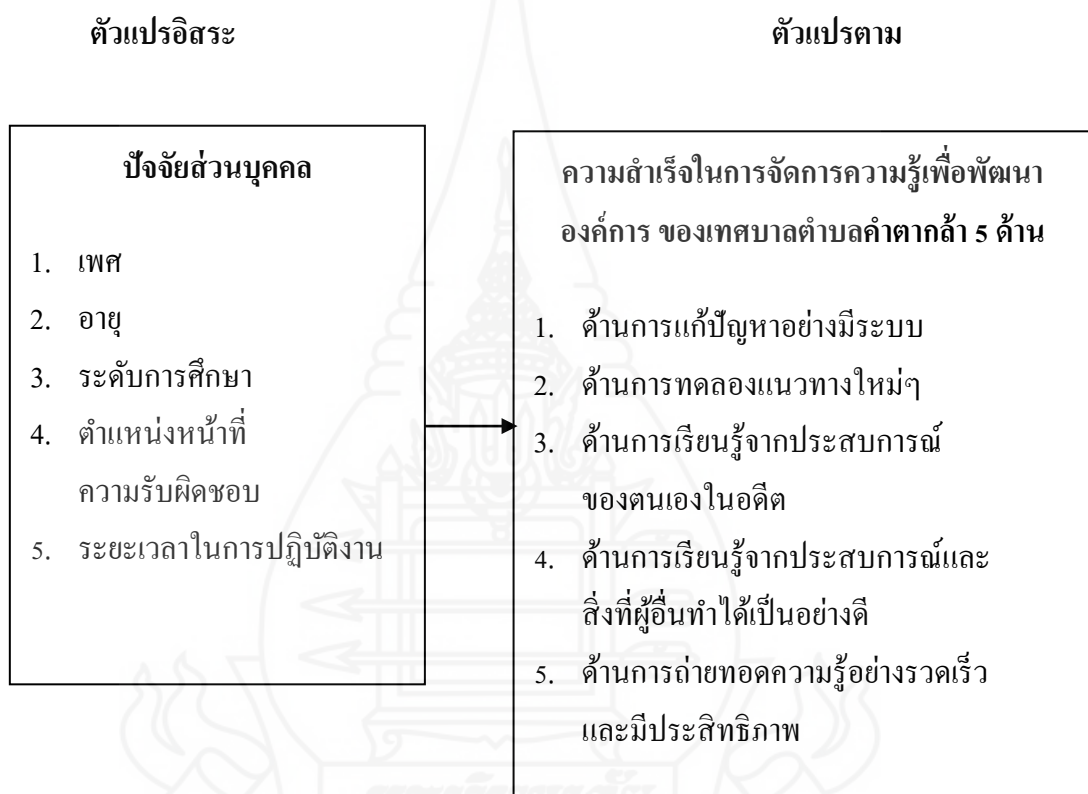 ตัวแปรอิสระ
ตัวแปรตาม
ปัจจัยส่วนบุคคล
1. เพศ
2. อายุ
3. ระดับการศึกษา
4. ตำแหน่งหน้าที่
ความรับผิดชอบ
5. ระยะเวลาในการปฏิบัติงาน
ความสำเร็จในการจัดการความรู้เพื่อพัฒนา
องค์การ ของเทศบาลตำบลคำตากล้า 5 ด้าน
1. ด้านการแก้ปัญหาอย่างมีระบบ
2. ด้านการทดลองแนวทางใหม่ๆ
3. ด้านการเรียนรู้จากประสบการณ์
ของตนเองในอดีต
4. ด้านการเรียนรู้จากประสบการณ์และ
สิ่งที่ผู้อื่นทำได้เป็นอย่างดี
5. ด้านการถ่ายทอดความรู้อย่างรวดเร็ว
และมีประสิทธิภาพ